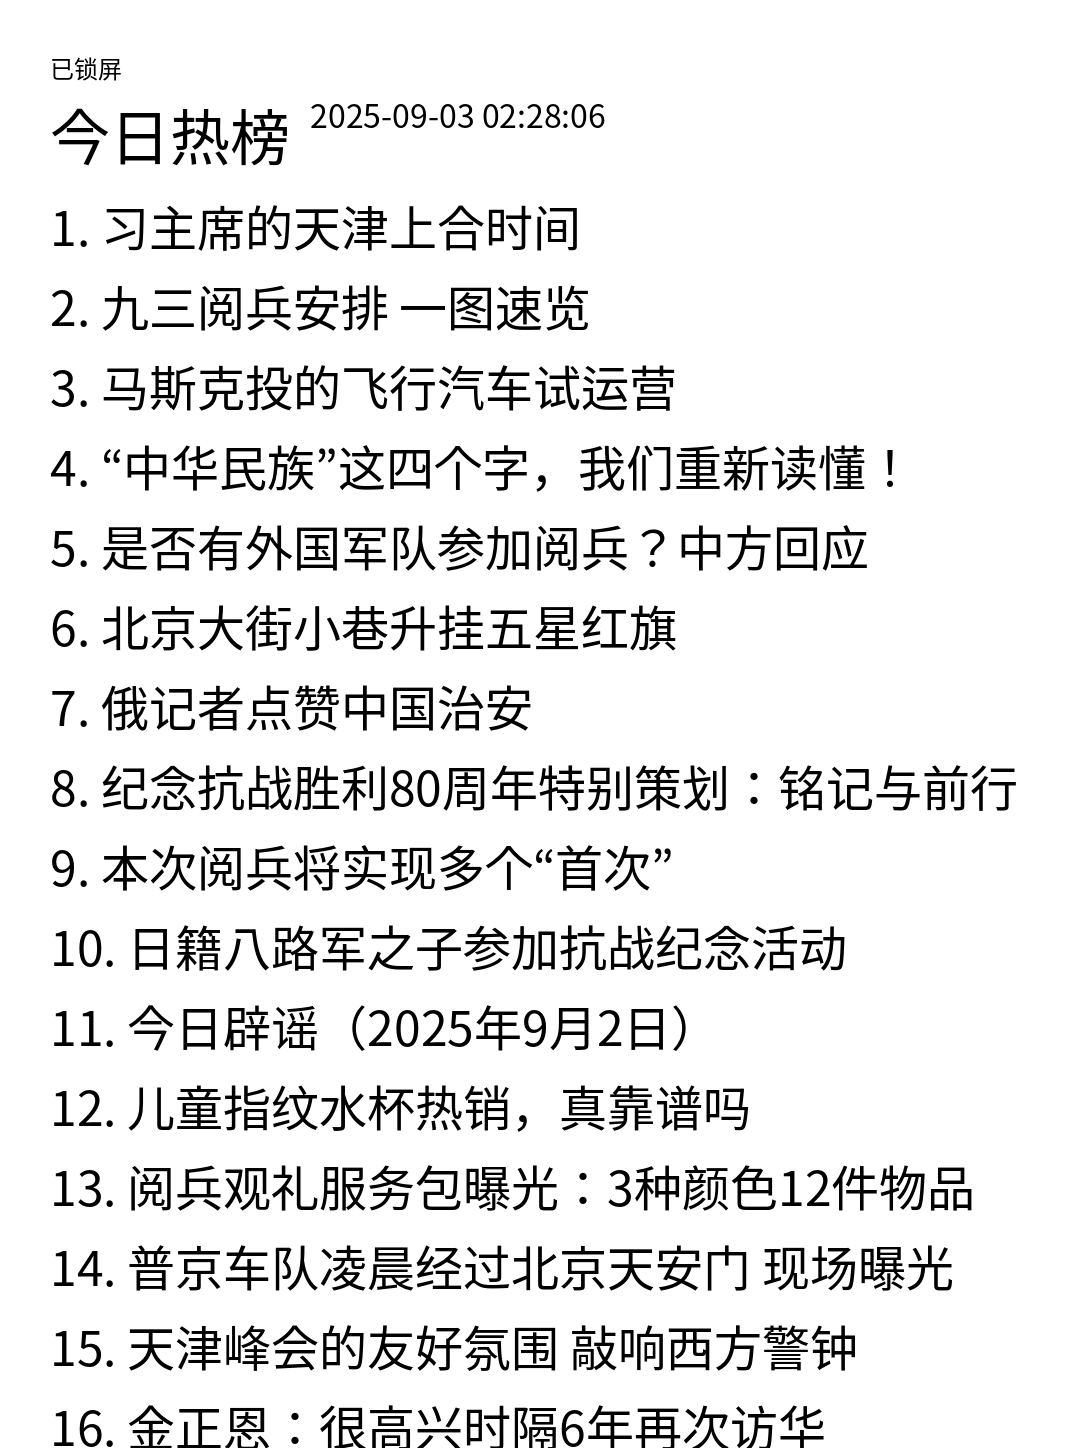 已锁屏
今日热榜 2025-09-03 02:28:06
1. 习主席的天津上合时间
2. 九三阅兵安排 一图速览
3. 马斯克投的飞行汽车试运营
4. “中华民族”这四个字，我们重新读懂！
5. 是否有外国军队参加阅兵？中方回应
6. 北京大街小巷升挂五星红旗
7. 俄记者点赞中国治安
8. 纪念抗战胜利80周年特别策划：铭记与前行
9. 本次阅兵将实现多个“首次”
10. 日籍八路军之子参加抗战纪念活动
11. 今日辟谣（2025年9月2日）
12. 儿童指纹水杯热销，真靠谱吗
13. 阅兵观礼服务包曝光：3种颜色12件物品
14. 普京车队凌晨经过北京天安门 现场曝光
15. 天津峰会的友好氛围 敲响西方警钟
16. 金正恩：很高兴时隔6年再次访华